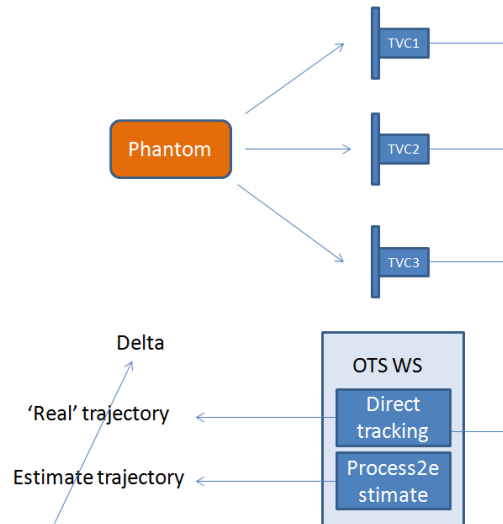 TVC1
Phantom
TVC2
TVC3
Delta
OTS WS
‘Real’ trajectory
Direct
tracking
Estimate trajectory
Process2e
stimate